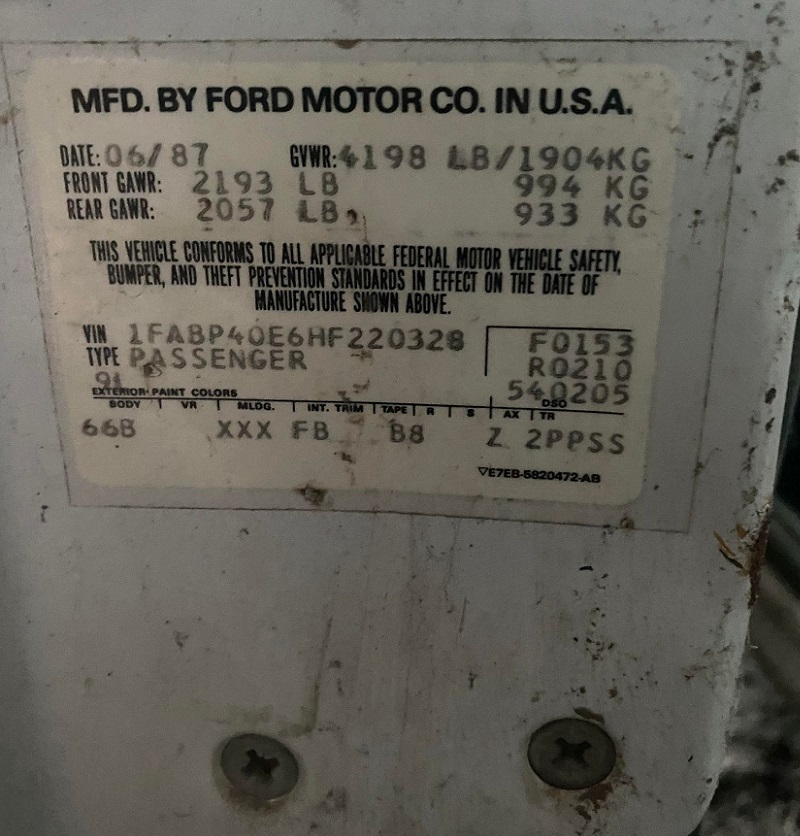 MFD. BY FORD MOTOR CO. IN U.S.A.
DATE: 06/87 GVWR: 4198 LB/1904KG
FRONT GAWR: 2193 LB 994 KG
REAR GAWR: 2057 LB 933 KG
THIS VEHICLE CONFORMS TO ALL APPLICABLE FEDERAL MOTOR VEHICLE SAFETY,
BUMPER, AND THEFT PREVENTION STANDARDS IN EFFECT ON THE DATE OF
MANUFACTURE SHOWN ABOVE.
VIN 1FABP40E6HF220328 F0153
TYPE PASSENGER R0210
9L 540205
EXTERIOR PAINT COLORS DSO
BODY VR MLDG. INT. TRIM TAPE R S AX TR
66B XXX FB B8 Z 2PPSS
▽E7EB-5820472-AB